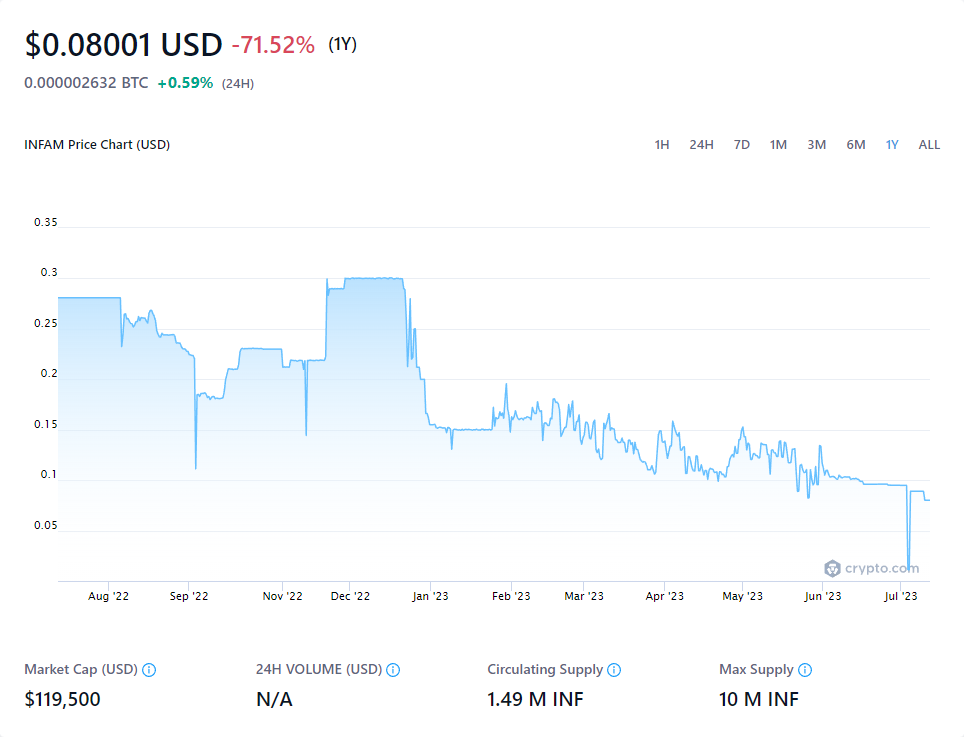 $0.08001 USD -71.52% (1Y)
0.000002632 BTC +0.59% (24H)
INFAM Price Chart (USD) 1H 24H 7D 1M 3M 6M 1Y ALL
0.35
0.3
0.25
0.2
0.15
0.1
0.05
crypto.com
Aug '22 Sep '22 Nov '22 Dec '22 Jan '23 Feb '23 Mar '23 Apr '23 May '23 Jun '23 Jul '23
Market Cap (USD) 24H VOLUME (USD) Circulating Supply Max Supply
$119,500 N/A 1.49 M INF 10 M INF